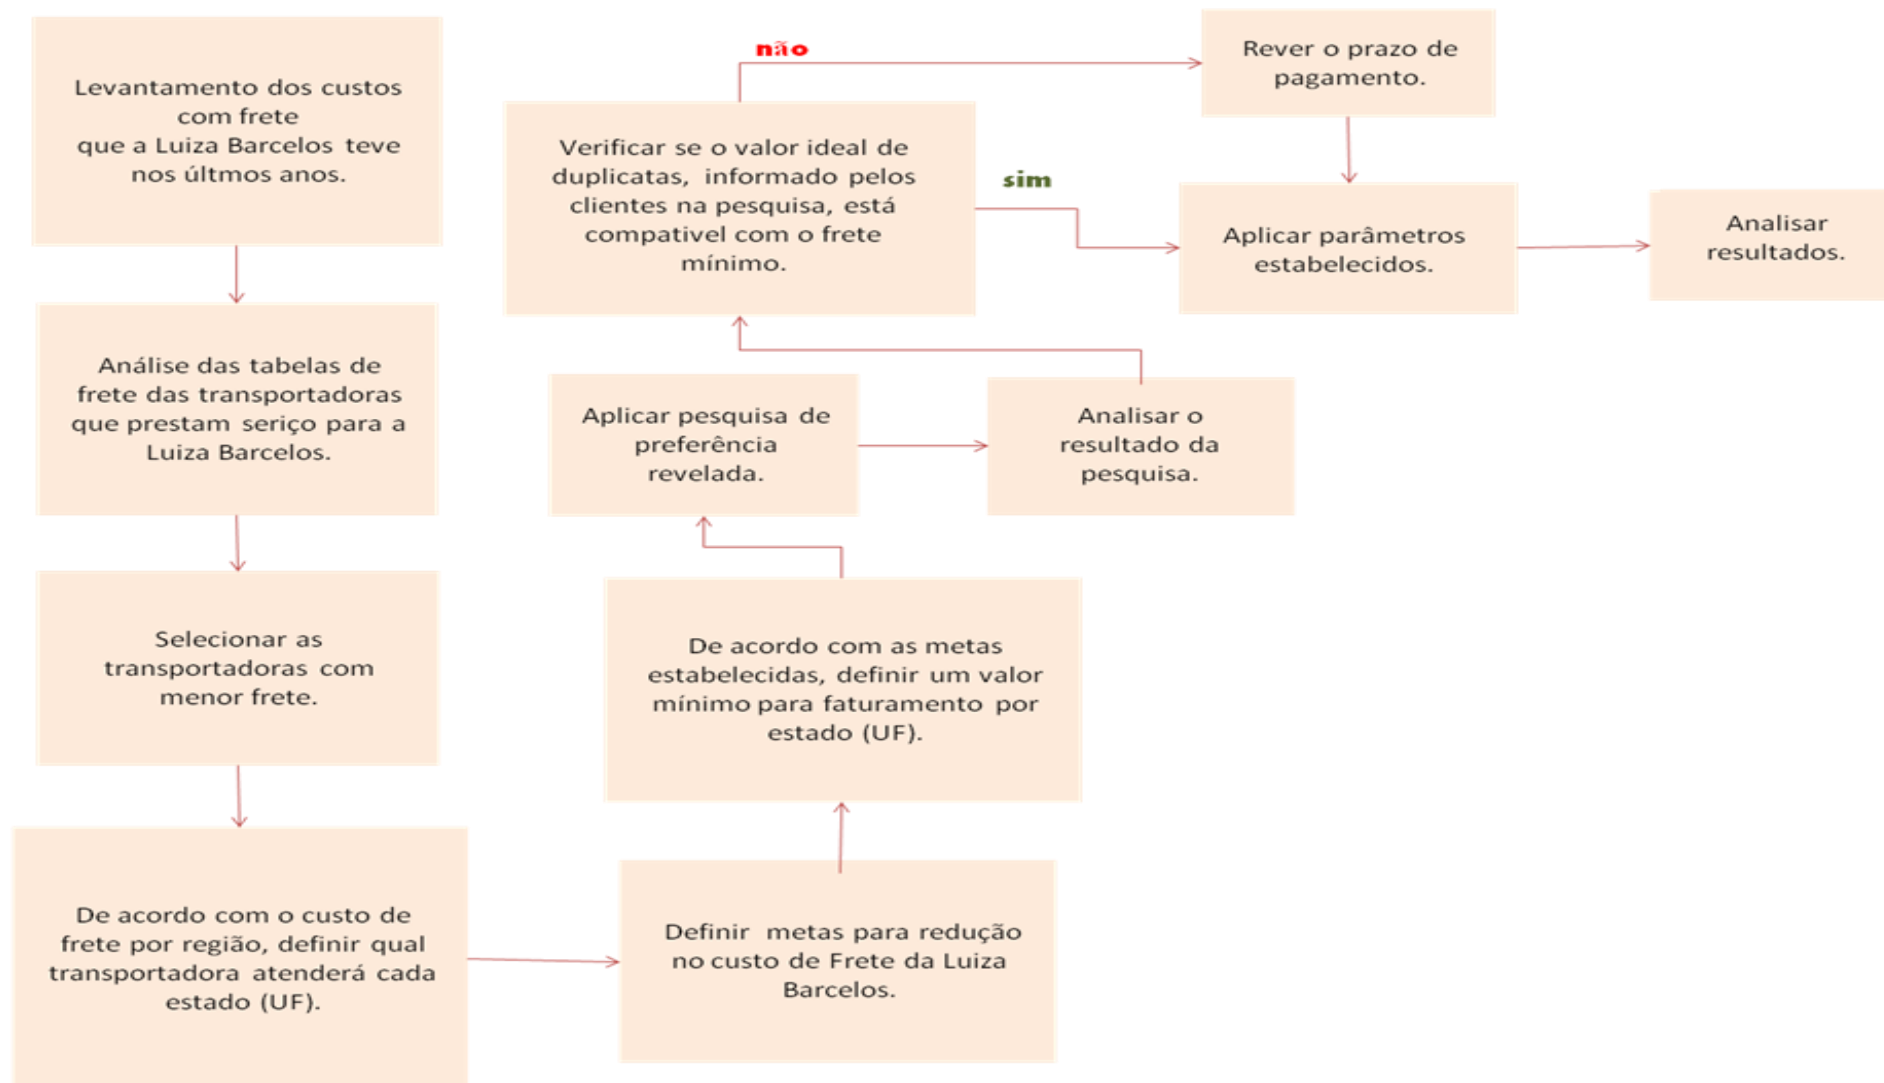 Levantamento dos custos
com frete
que a Luiza Barcelos teve
nos últmos anos.
Análise das tabelas de
frete das transportadoras
que prestam seriço para a
Luiza Barcelos.
Selecionar as
transportadoras com
menor frete.
De acordo com o custo de
frete por região, definir qual
transportadora atenderá cada
estado (UF).
Definir metas para redução
no custo de Frete da Luiza
Barcelos.
De acordo com as metas
estabelecidas, definir um valor
mínimo para faturamento por
estado (UF).
Aplicar pesquisa de
preferência
revelada.
Analisar o
resultado da
pesquisa.
Verificar se o valor ideal de
duplicatas, informado pelos
clientes na pesquisa, está
compativel com o frete
mínimo.
não
Rever o prazo de
pagamento.
sim
Aplicar parâmetros
estabelecidos.
Analisar
resultados.